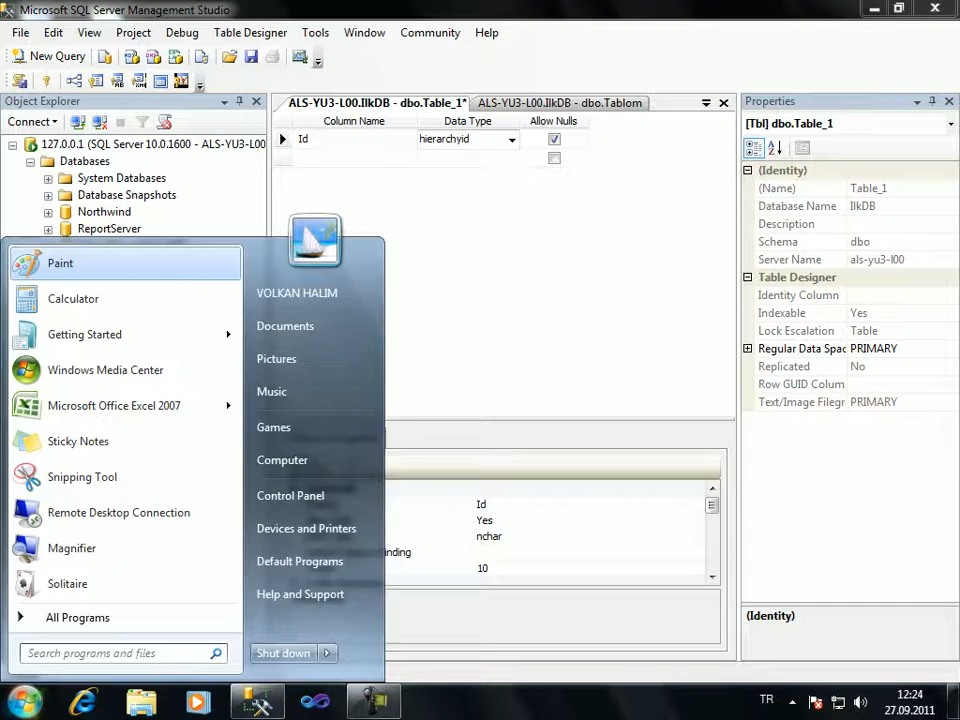 Microsoft SQL Server Management Studio
File Edit View Project Debug Table Designer Tools Window Community Help
New Query
Object Explorer
Connect
127.0.0.1 (SQL Server 10.0.1600 - ALS-YU3-L00
Databases
System Databases
Database Snapshots
Northwind
ReportServer
ALS-YU3-L00.IlkDB - dbo.Table_1*
ALS-YU3-L00.IlkDB - dbo.Tablom
Column Name Data Type Allow Nulls
Id hierarchyid
Properties
[Tbl] dbo.Table_1
(Identity)
(Name) Table_1
Database Name IlkDB
Description
Schema dbo
Server Name als-yu3-l00
Table Designer
Identity Column
Indexable Yes
Lock Escalation Table
Regular Data Spac PRIMARY
Replicated No
Row GUID Colum
Text/Image Filegr PRIMARY
(Identity)
Paint
Calculator
Getting Started
Windows Media Center
Microsoft Office Excel 2007
Sticky Notes
Snipping Tool
Remote Desktop Connection
Magnifier
Solitaire
All Programs
Search programs and files
VOLKAN HALIM
Documents
Pictures
Music
Games
Computer
Control Panel
Devices and Printers
Default Programs
Help and Support
Shut down
Id
Yes
nchar
inding
10
TR
12:24
27.09.2011